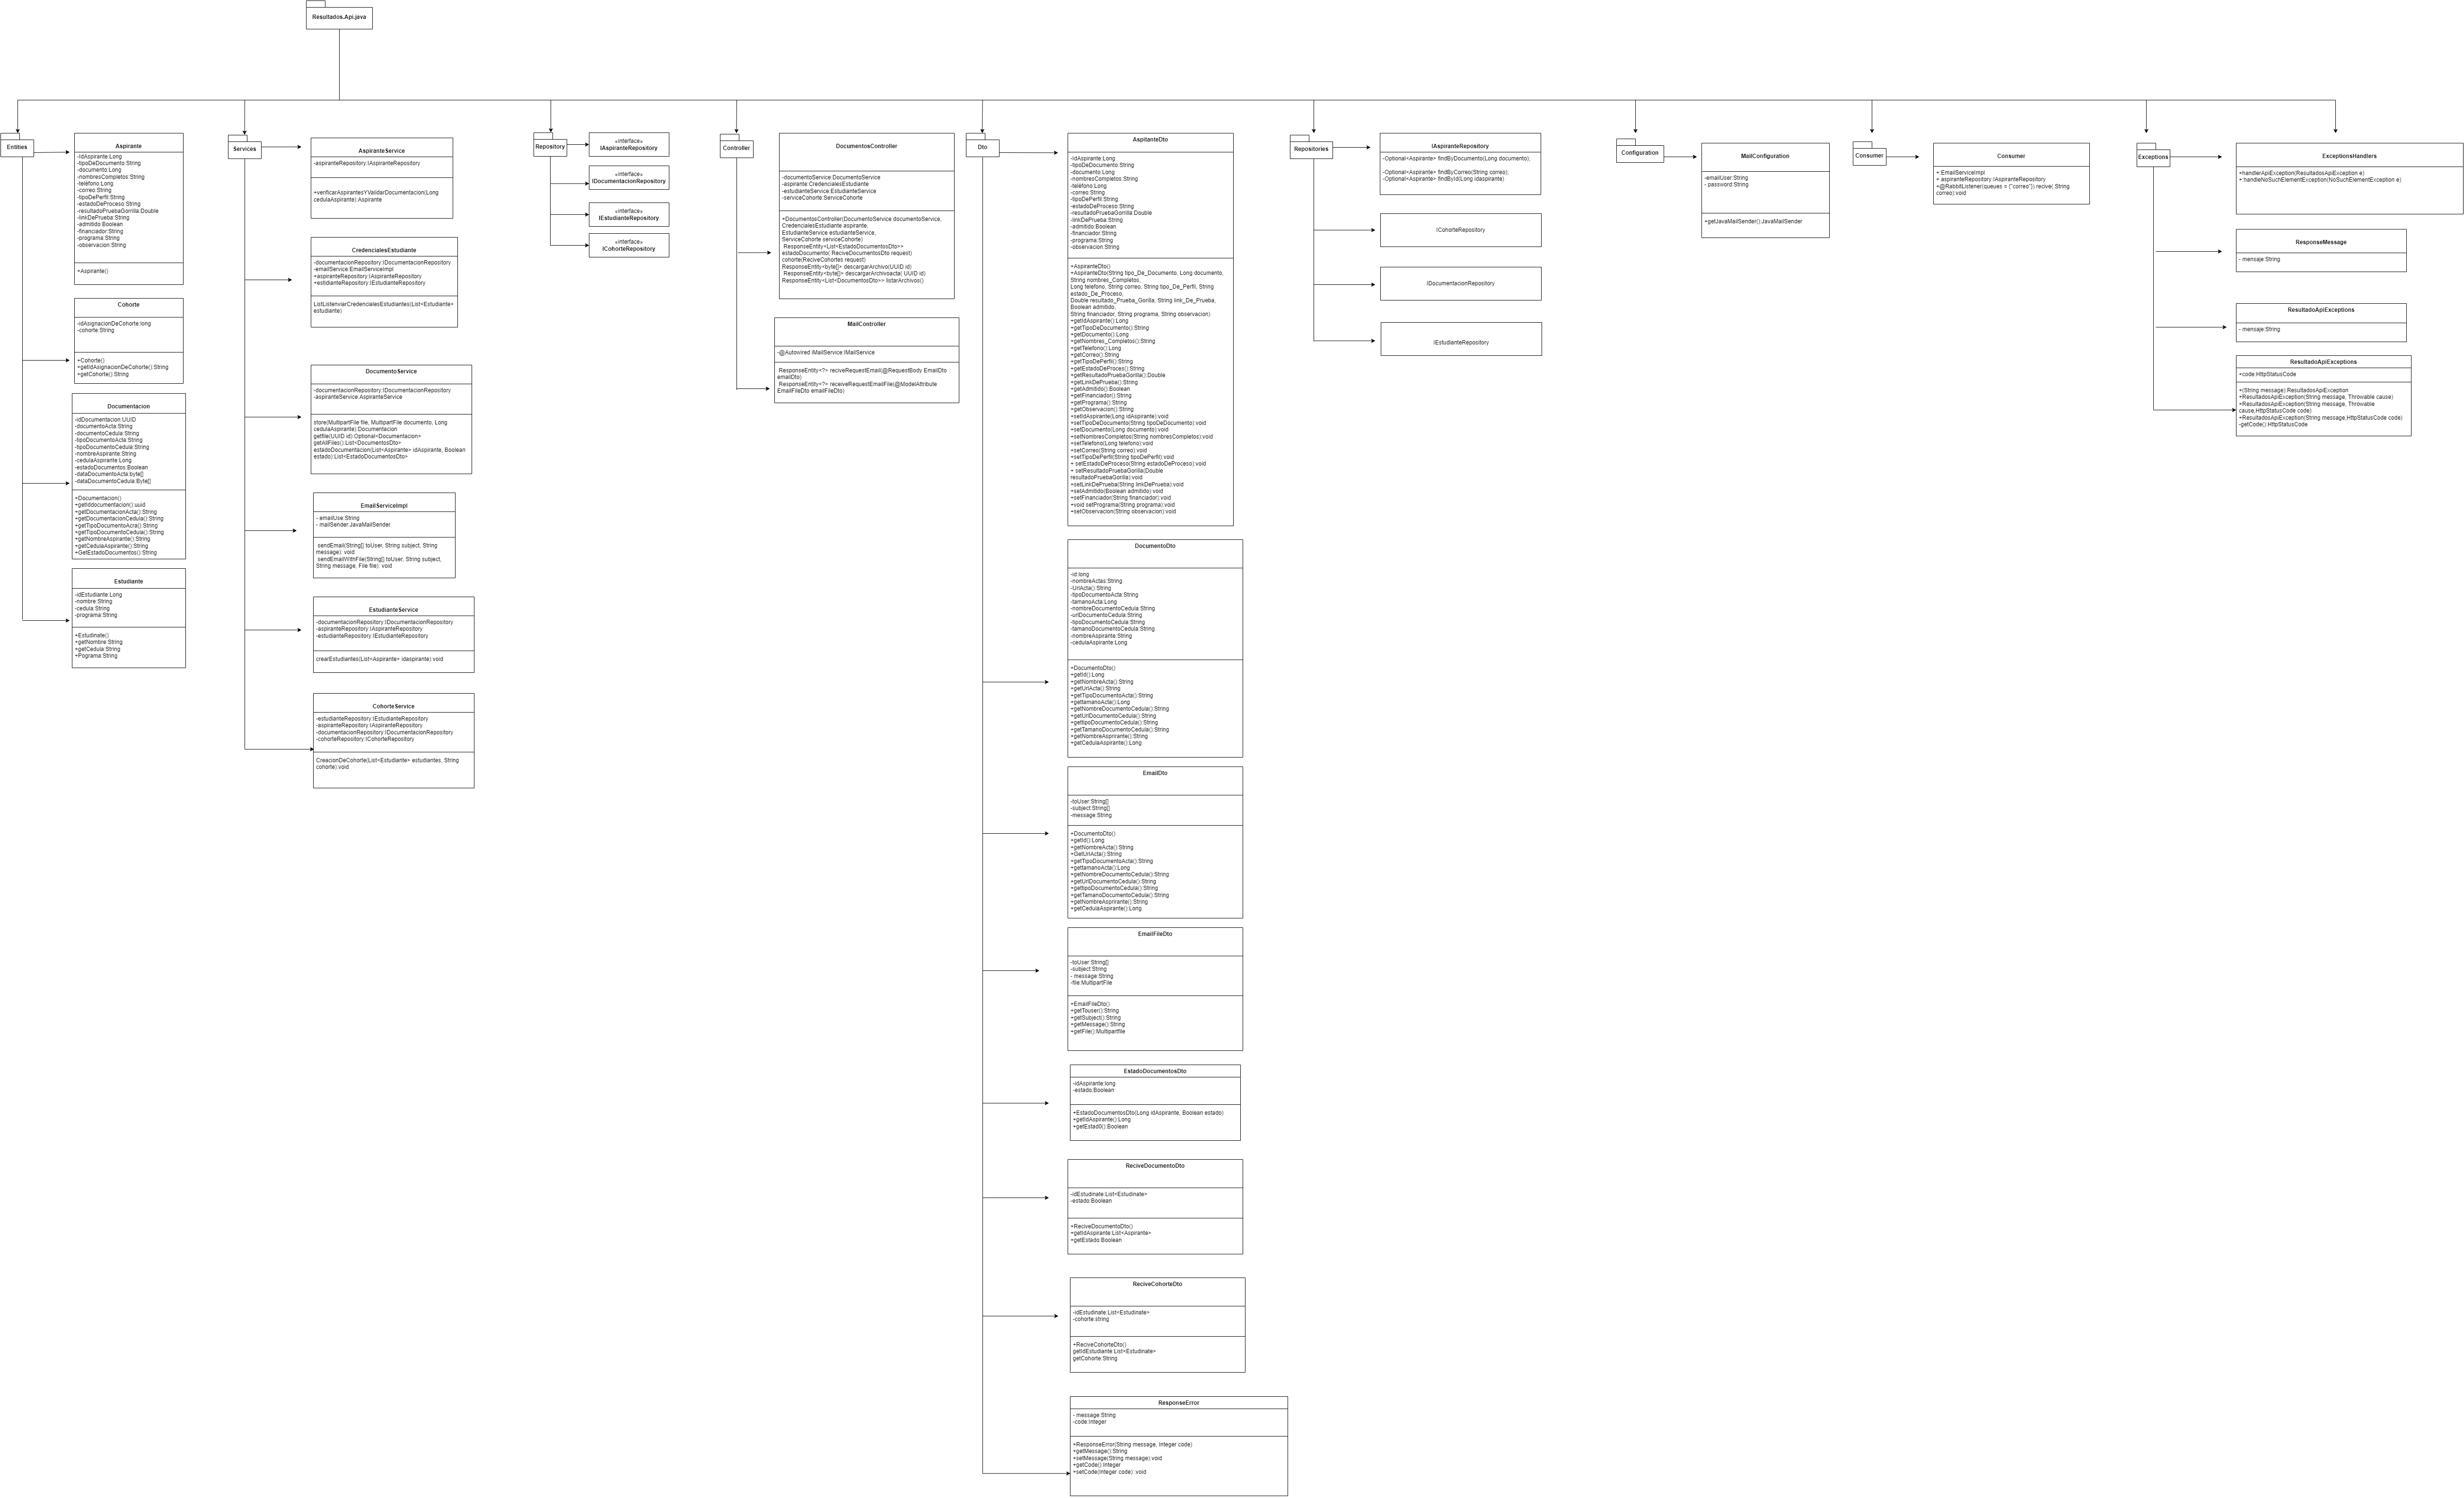 Resultados.Api.java
Entities
Aspirante
-idAspirante:Long
-tipoDeDocumento:String
-documento:Long
-nombresCompletos:String
-teléfono:Long
-correo:String
-tipoDePerfil:String
-estadoDeProceso:String
-resultadoPruebaGorrilla:Double
-linkDePrueba:String
-admitido:Boolean
-financiador:String
-programa:String
-observacion:String
+Aspirante()
Cohorte
-idAsignacionDeCohorte:long
-cohorte:String
+Cohorte()
+getIdAsignacionDeCohorte():String
+getCohorte():String
Documentacion
-idDocumentacion:UUID
-documentoActa:String
-documentoCedula:String
-tipoDocumentoActa:String
-tipoDocumentoCedula:String
-nombreAspirante:String
-cedulaAspirante:Long
-estadoDocumentos:Boolean
-dataDocumentoActa:byte[]
-dataDocumentoCedula:Byte[]
+Documentacion()
+getIddocumentacion():uuid
+getDocumentacionActa():String
+getDocumentacionCedula():String
+getTipoDocumentoAcra():String
+getTipoDocumentoCedula():String
+getNombreAspirante():String
+getCedulaAspirante():String
+GetEstadoDocumentos():String
Estudiante
-idEstudiante:Long
-nombre:String
-cedula:String
-programa:String
+Estudinate()
+getNombre:String
+getCedula:String
+Pograma:String
Services
AspiranteService
-aspiranteRepository:IAspiranteRepository
+verificarAspirantesYValidarDocumentacion(Long
cedulaAspirante):Aspirante
CredencialesEstudiante
-documentacionRepository:IDocumentacionRepository
-emailService:EmailServiceImpl
+aspiranteRepository:IAspiranteRepository
+estidianteRepository:IEstudianteRepository
ListListenviarCredencialesEstudiantes(List<Estudiante+
estudiante)
DocumentoService
-documentacionRepository:IDocumentacionRepository
-aspiranteService:AspiranteService
store(MultipartFile file, MultipartFile documento, Long
cedulaAspirante):Documentacion
getfile(UUID id):Optional<Documentacion>
getAllFiles():List<DocumentosDto>
estadoDocumentacion(List<Aspirante> idAspirante, Boolean
estado):List<EstadoDocumentosDto>
EmailServiceImpl
- emailUse:String
- mailSender:JavaMailSender
sendEmail(String[] toUser, String subject, String
message): void
sendEmailWithFile(String[] toUser, String subject,
String message, File file): void
EstudianteService
-documentacionRepository:IDocumentacionRepository
-aspiranteRepository:IAspiranteRepository
-estudianteRepository:IEstudianteRepository
crearEstudiantes(List<Aspirante+ idaspirante):void
CohorteService
-estudianteRepository:IEstudianteRepository
-aspiranteRepository:IAspiranteRepository
-documentacionRepository:IDocumentacionRepository
-cohorteRepository:ICohorteRepository
CreacionDeCohorte(List<Estudiante> estudiantes, String
cohorte):void
Repository
«interface»
IAspiranteRepository
«interface»
IDocumentacionRepository
«interface»
IEstudianteRepository
«interface»
ICohorteRepository
Controller
DocumentosController
-documentoService:DocumentoService
-aspirante:CredencialesEstudiante
-estudianteService:EstudianteService
-serviceCohorte:ServiceCohorte
+DocumentosController(DocumentoService documentoService,
CredencialesEstudiante aspirante,
EstudianteService estudianteService,
ServiceCohorte serviceCohorte)
ResponseEntity<List<EstadoDocumentosDto>>
estadoDocumento( ReciveDocumentosDto request)
cohorte(ReciveCohortes request)
ResponseEntity<byte[]> descargarArchivo(UUID id)
ResponseEntity<byte[]> descargarArchivoacta( UUID id)
ResponseEntity<List<DocumentosDto>> listarArchivos()
MailController
-@Autowired iMailService:IMailService
ResponseEntity<?> reciveRequestEmail(@RequestBody EmailDto
emailDto)
ResponseEntity<?> receiveRequestEmailFile(@ModelAttribute
EmailFileDto emailFileDto)
Dto
AspitanteDto
-idAspirante:Long
-tipoDeDocumento:String
-documento:Long
-nombresCompletos:String
-teléfono:Long
-correo:String
-tipoDePerfil:String
-estadoDeProceso:String
-resultadoPruebaGorrilla:Double
-linkDePrueba:String
-admitido:Boolean
-financiador:String
-programa:String
-observacion:String
+AspiranteDto()
+AspiranteDto(String tipo_De_Documento, Long documento,
String nombres_Completos,
Long telefono, String correo, String tipo_De_Perfil, String
estado_De_Proceso,
Double resultado_Prueba_Gorilla, String link_De_Prueba,
Boolean admitido,
String financiador, String programa, String observacion)
+getIdAspirante():Long
+getTipoDeDocumento():String
+getDocumento():Long
+getNombres_Completos():String
+getTelefono():Long
+getCorreo():String
+getTipoDePerfil():String
+getEstadoDeProceso():String
+getResultadoPruebaGorilla():Double
+getLinkDePrueba():String
+getAdmitido():Boolean
+getFinanciador():String
+getPrograma():String
+getObservacion():String
+setIdAspirante(Long idAspirante):void
+setTipoDeDocumento(String tipoDeDocumento):void
+setDocumento(Long documento):void
+setNombresCompletos(String nombresCompletos):void
+setTelefono(Long telefono):void
+setCorreo(String correo):void
+setTipoDePerfil(String tipoDePerfil):void
+ setEstadoDeProceso(String estadoDeProceso):void
+ setResultadoPruebaGorilla(Double
resultadoPruebaGorilla):void
+setLinkDePrueba(String linkDePrueba):void
+setAdmitido(Boolean admitido):void
+setFinanciador(String financiador):void
+void setPrograma(String programa):void
+setObservacion(String observacion):void
DocumentoDto
-id:long
-nombreActas:String
-UrlActa():String
-tipoDocumentoActa:String
-tamanoActa:Long
-nombreDocumentoCedula:String
-urlDocumentoCedula:String
-tipoDocumentoCedula:String
-tamanoDocumentoCedula:String
-nombreAspirante:String
-cedulaAspirante:Long
+DocumentoDto()
+getId():Long
+getNombreActa():String
+getUrlActa():String
+getTipoDocumentoActa():String
+gettamanoActa():Long
+getNombreDocumentoCedula():String
+getUrlDocumentoCedula():String
+gettipoDocumentoCedula():String
+getTamanoDocumentoCedula():String
+getNombreAsprirante():String
+getCedulaAspirante():Long
EmailDto
-toUser:String[]
-subject:String[]
-message:String
+DocumentoDto()
+getId():Long
+getNombreActa():String
+GetUrlActa():String
+getTipoDocumentoActa():String
+gettamanoActa():Long
+getNombreDocumentoCedula():String
+getUrlDocumentoCedula():String
+gettipoDocumentoCedula():String
+getTamanoDocumentoCedula():String
+getNombreAsprirante():String
+getCedulaAspirante():Long
EmailFileDto
-toUser:String[]
-subject:String
- message:String
-file:MultipartFile
+EmailFileDto()
+getTouser():String
+getSubject():String
+getMessage():String
+getFile():Multipartfile
EstadoDocumentosDto
-idAspirante:long
-estado:Boolean
+EstadoDocumentosDto(Long idAspirante, Boolean estado)
+getIdAspirante():Long
+getEstad0():Boolean
ReciveDocumentoDto
-idEstudinate:List<Estudinate>
-estado:Boolean
+ReciveDocumentoDto()
+getIdAspirante:List<Aspirante>
+getEstado:Boolean
ReciveCohorteDto
-idEstudinate:List<Estudinate>
-cohorte:string
+ReciveCohorteDto()
getIdEstudiante:List<Estudinate>
getCohorte:String
ResponseError
- message:String
-code:Integer
+ResponseError(String message, Integer code)
+getMessage():String
+setMessage(String message):void
+getCode():Integer
+setCode(Integer code) :void
Repositories
IAspiranteRepository
-Optional<Aspirante> findByDocumento(Long documento);
-Optional<Aspirante> findByCorreo(String correo);
-Optional<Aspirante> findById(Long idaspirante)
ICohorteRepository
IDocumentacionRepository
IEstudianteRepository
Configuration
MailConfiguration
-emailUser:String
- password:String
+getJavaMailSender():JavaMailSender
Consumer
Consumer
+:EmailServiceImpl
+ aspiranteRepository:IAspiranteRepository
+@RabbitListener(queues = {"correo"}) recive( String
correo):void
Exceptions
ExceptionsHandlers
+handlerApiException(ResultadosApiException e)
+:handleNoSuchElementException(NoSuchElementException e)
ResponseMessage
- mensaje:String
ResultadoApiExceptions
- mensaje:String
ResultadoApiExceptions
+code:HttpStatusCode
+(String message):ResultadosApiException
+ResultadosApiException(String message, Throwable cause)
+ResultadosApiException(String message, Throwable
cause,HttpStatusCode code)
+ResultadosApiException(String message,HttpStatusCode code)
-getCode():HttpStatusCode